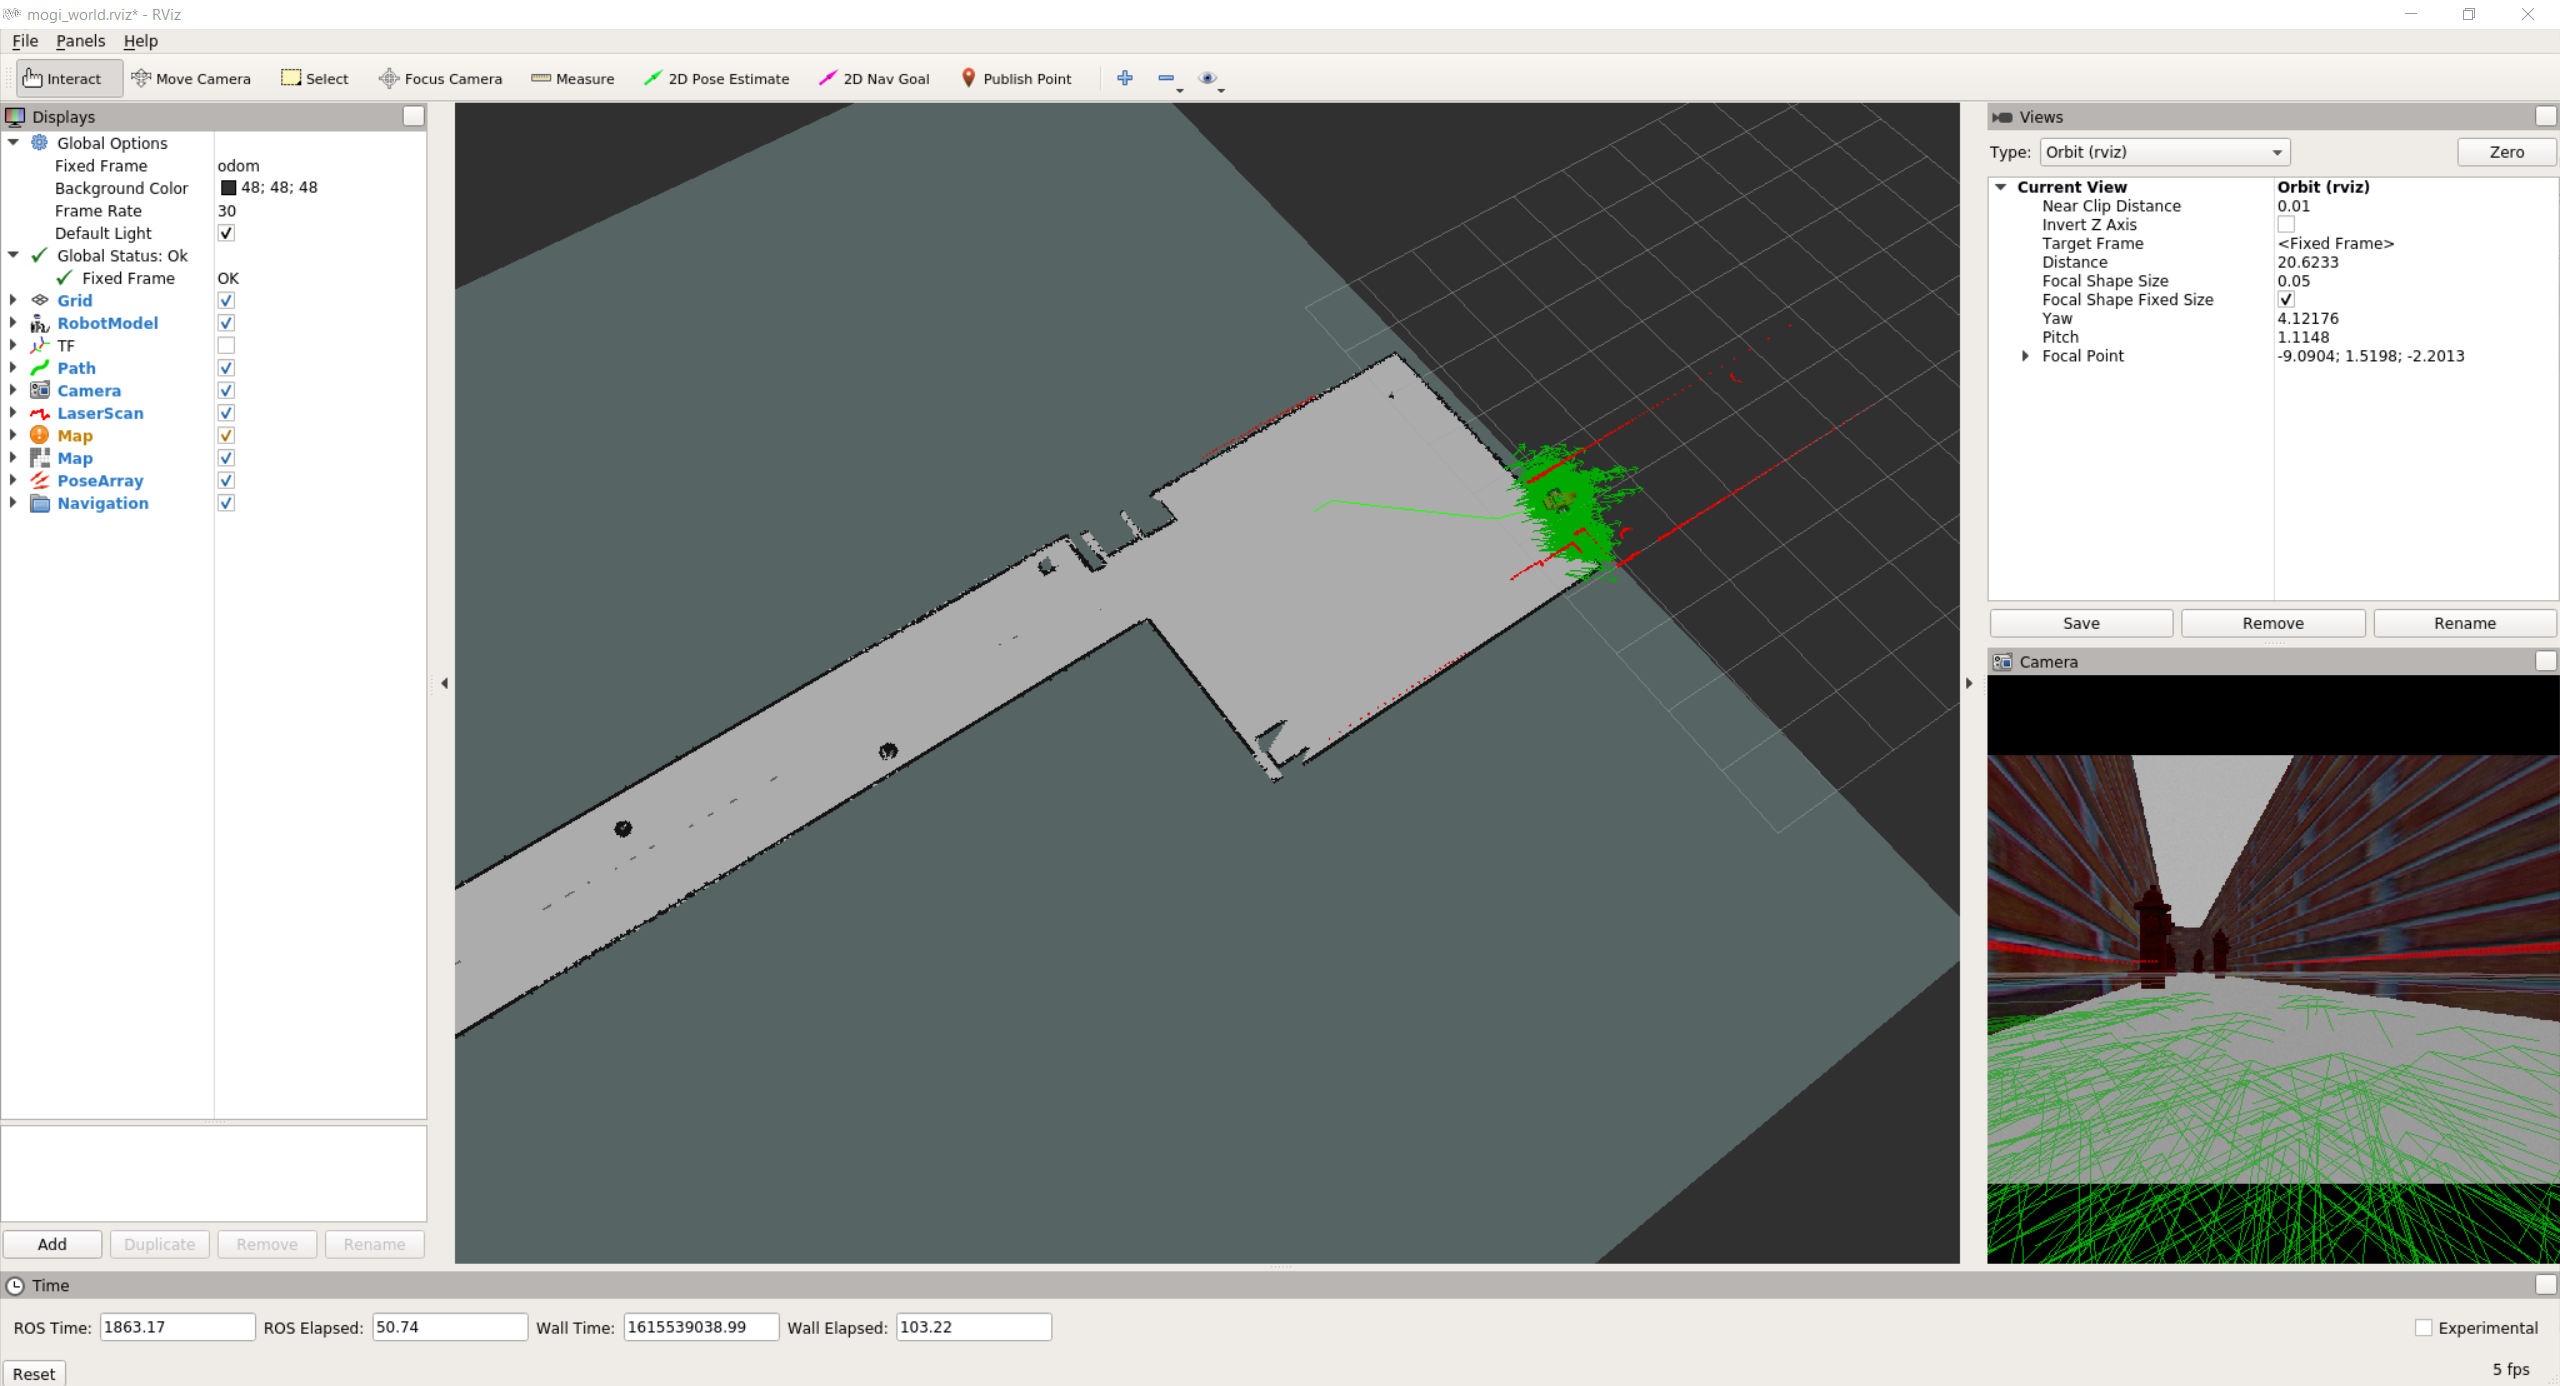 mogi_world.rviz* - RViz
File Panels Help
Interact Move Camera Select Focus Camera Measure 2D Pose Estimate 2D Nav Goal Publish Point
Displays
Global Options
Fixed Frame odom
Background Color 48; 48; 48
Frame Rate 30
Default Light
Global Status: Ok
Fixed Frame OK
Grid
RobotModel
TF
Path
Camera
LaserScan
Map
Map
PoseArray
Navigation
Add Duplicate Remove Rename
Views
Type: Orbit (rviz) Zero
Current View Orbit (rviz)
Near Clip Distance 0.01
Invert Z Axis
Target Frame <Fixed Frame>
Distance 20.6233
Focal Shape Size 0.05
Focal Shape Fixed Size
Yaw 4.12176
Pitch 1.1148
Focal Point -9.0904; 1.5198; -2.2013
Save Remove Rename
Camera
Time
ROS Time: 1863.17 ROS Elapsed: 50.74 Wall Time: 1615539038.99 Wall Elapsed: 103.22 Experimental
Reset 5 fps